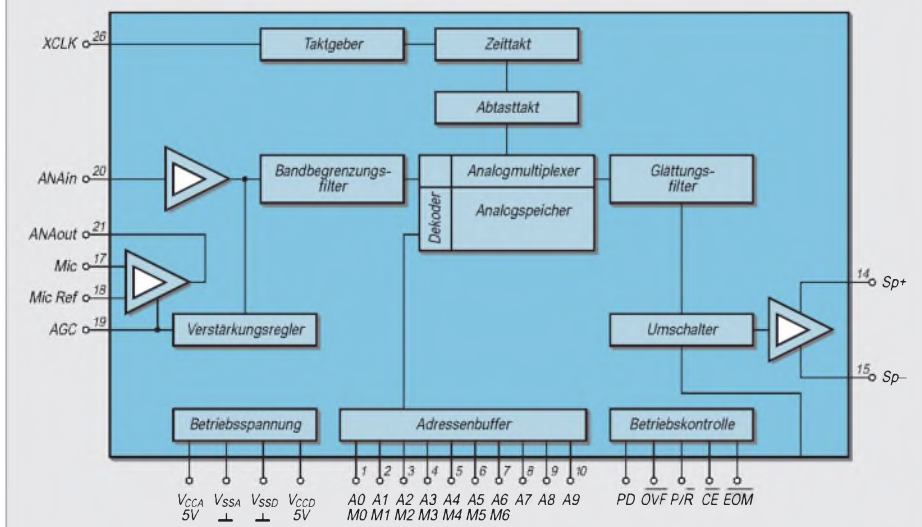 XCLK 26
Taktgeber
Zeittakt
Abtasttakt
ANAin 20
Bandbegrenzungs-
filter
Dekoder
Analogmultiplexer
Analogspeicher
Glättungs-
filter
ANAout 21
Mic 17
Mic Ref 18
AGC 19
Verstärkungsregler
Umschalter
14 Sp+
15 Sp–
Betriebsspannung
Adressenbuffer
Betriebskontrolle
1 2 3 4 5 6 7 8 9 10
VCCA VSSA VSSD VCCD A0 A1 A2 A3 A4 A5 A6 A7 A8 A9 PD OVF P/R CE EOM
5V 5V M0 M1 M2 M3 M4 M5 M6